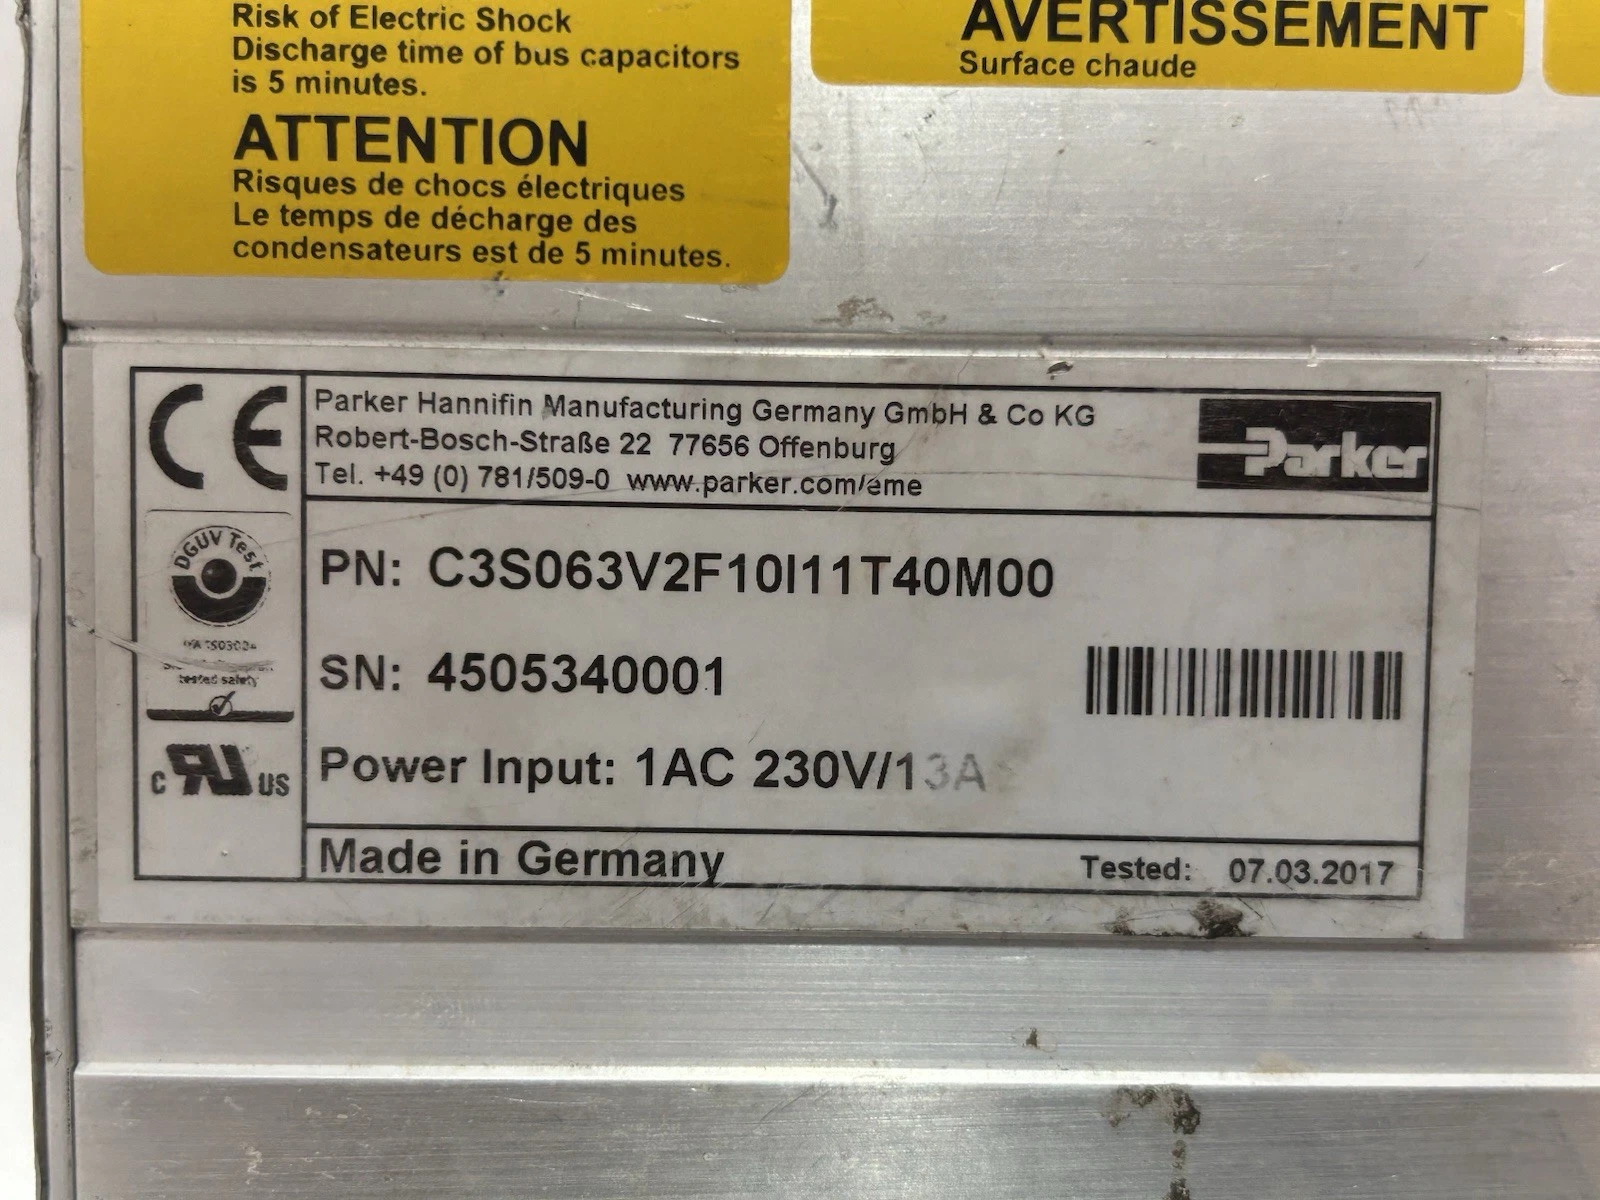 Risk of Electric Shock
Discharge time of bus capacitors
is 5 minutes.
ATTENTION
Risques de chocs électriques
Le temps de décharge des
condensateurs est de 5 minutes.
AVERTISSEMENT
Surface chaude
CE
Parker Hannifin Manufacturing Germany GmbH & Co KG
Robert-Bosch-Straße 22 77656 Offenburg
Tel. +49 (0) 781/509-0 www.parker.com/eme
Parker
DGUV Test
tested safety
PN: C3S063V2F10I11T40M00
SN: 4505340001
Power Input: 1AC 230V/13A
c RU US
Made in Germany
Tested: 07.03.2017